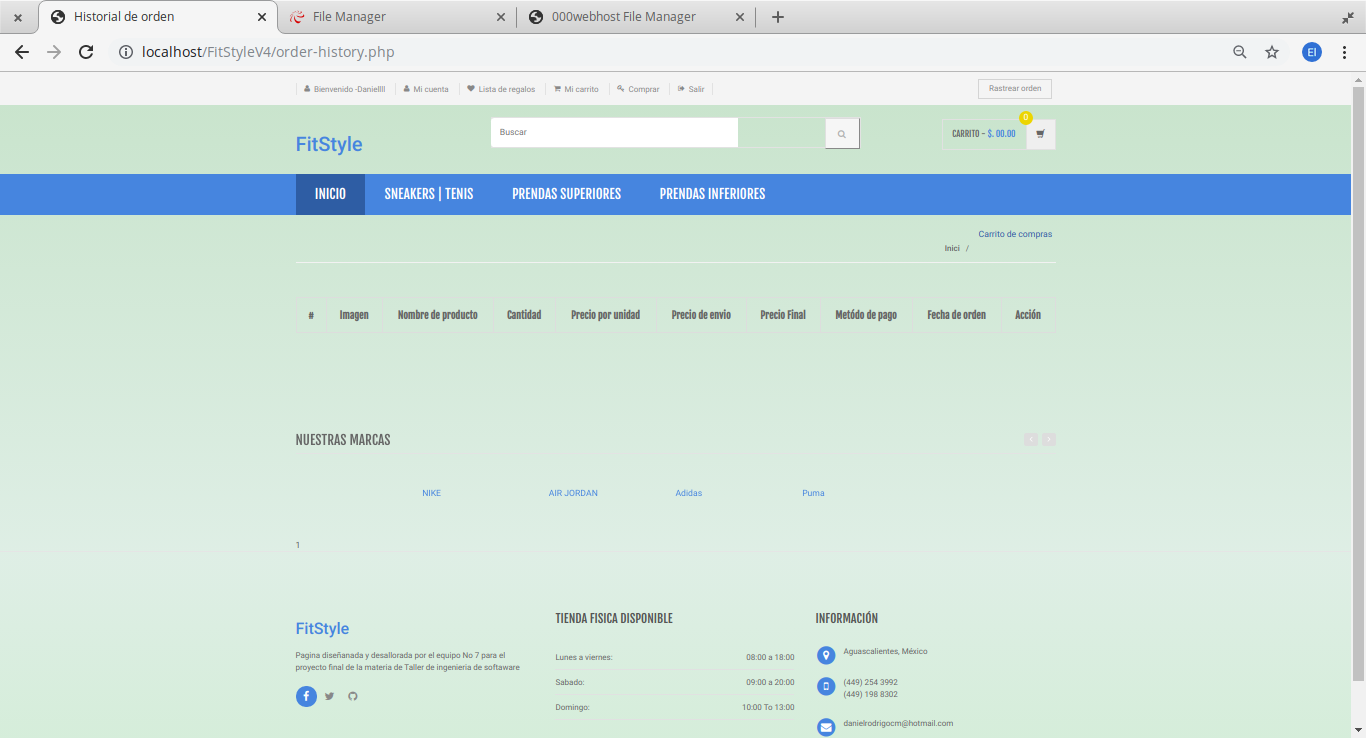 Historial de orden
File Manager
000webhost File Manager
localhost/FitStyleV4/order-history.php
EI
Bienvenido -Danielll Mi cuenta Lista de regalos Mi carrito Comprar Salir Rastrear orden
FitStyle
Buscar
CARRITO - $. 00.00
0
INICIO SNEAKERS | TENIS PRENDAS SUPERIORES PRENDAS INFERIORES
Carrito de compras
Inici /
# Imagen Nombre de producto Cantidad Precio por unidad Precio de envio Precio Final Metódo de pago Fecha de orden Acción
NUESTRAS MARCAS
NIKE AIR JORDAN Adidas Puma
1
FitStyle
Pagina diseñanada y desallorada por el equipo No 7 para el
proyecto final de la materia de Taller de ingenieria de softaware
TIENDA FISICA DISPONIBLE
Lunes a viernes: 08:00 a 18:00
Sabado: 09:00 a 20:00
Domingo: 10:00 To 13:00
INFORMACIÓN
Aguascalientes, México
(449) 254 3992
(449) 198 8302
danielrodrigocm@hotmail.com